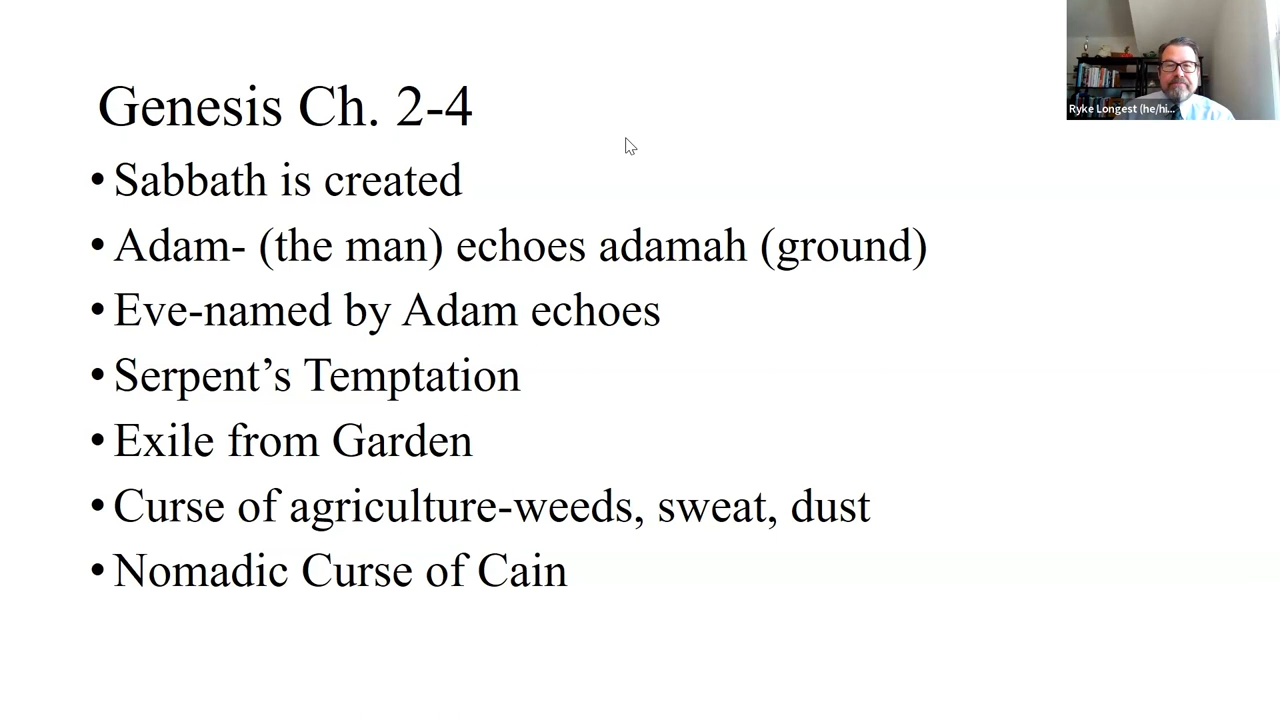 Genesis Ch. 2-4
• Sabbath is created
• Adam- (the man) echoes adamah (ground)
• Eve-named by Adam echoes
• Serpent’s Temptation
• Exile from Garden
• Curse of agriculture-weeds, sweat, dust
• Nomadic Curse of Cain
Ryke Longest (he/hi...